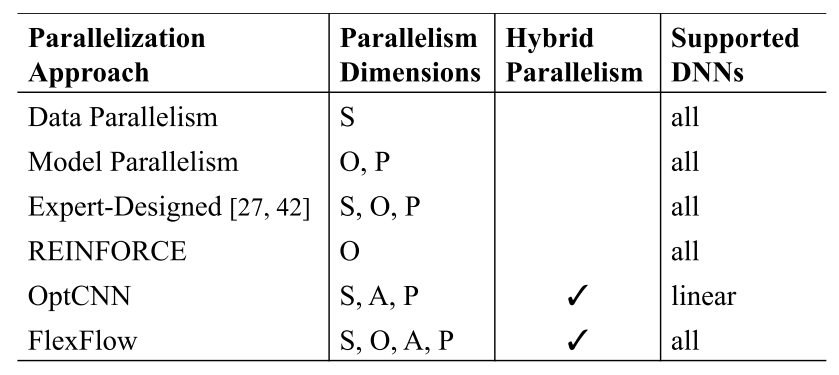 Parallelization Approach | Parallelism Dimensions | Hybrid Parallelism | Supported DNNs
Data Parallelism | S | | all
Model Parallelism | O, P | | all
Expert-Designed [27, 42] | S, O, P | | all
REINFORCE | O | | all
OptCNN | S, A, P | ✓ | linear
FlexFlow | S, O, A, P | ✓ | all